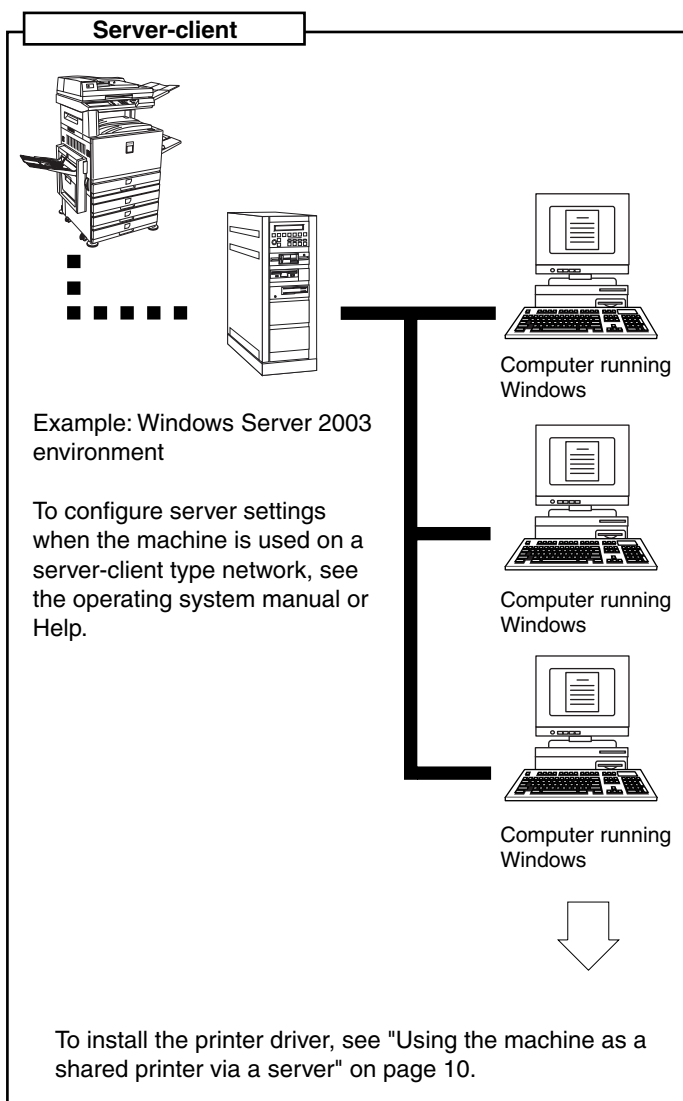 Server-client
Computer running
Windows
Example: Windows Server 2003
environment
To configure server settings
when the machine is used on a
server-client type network, see
the operating system manual or
Help.
Computer running
Windows
Computer running
Windows
To install the printer driver, see "Using the machine as a
shared printer via a server" on page 10.